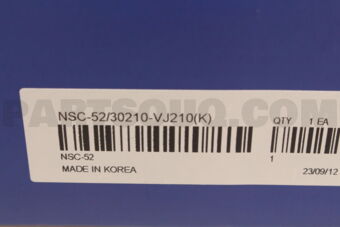 PARTSOUQ.COM
NSC-52/30210-VJ210(K)
QTY 1 EA
NSC-52
1
MADE IN KOREA
23/09/12